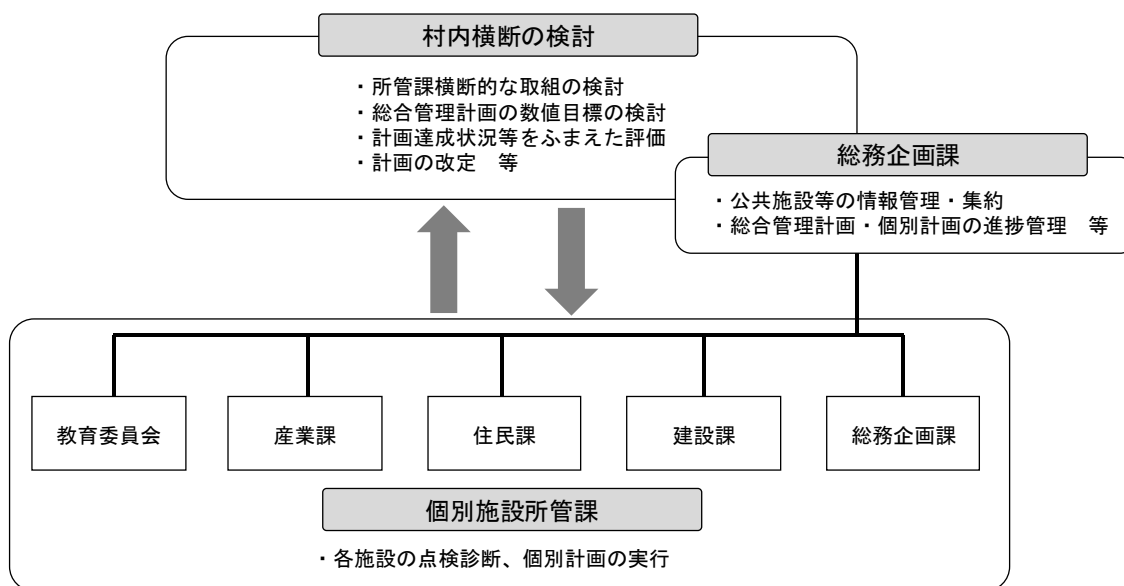 村内横断の検討
・所管課横断的な取組の検討
・総合管理計画の数値目標の検討
・計画達成状況等をふまえた評価
・計画の改定　等
総務企画課
・公共施設等の情報管理・集約
・総合管理計画・個別計画の進捗管理　等
教育委員会
産業課
住民課
建設課
総務企画課
個別施設所管課
・各施設の点検診断、個別計画の実行